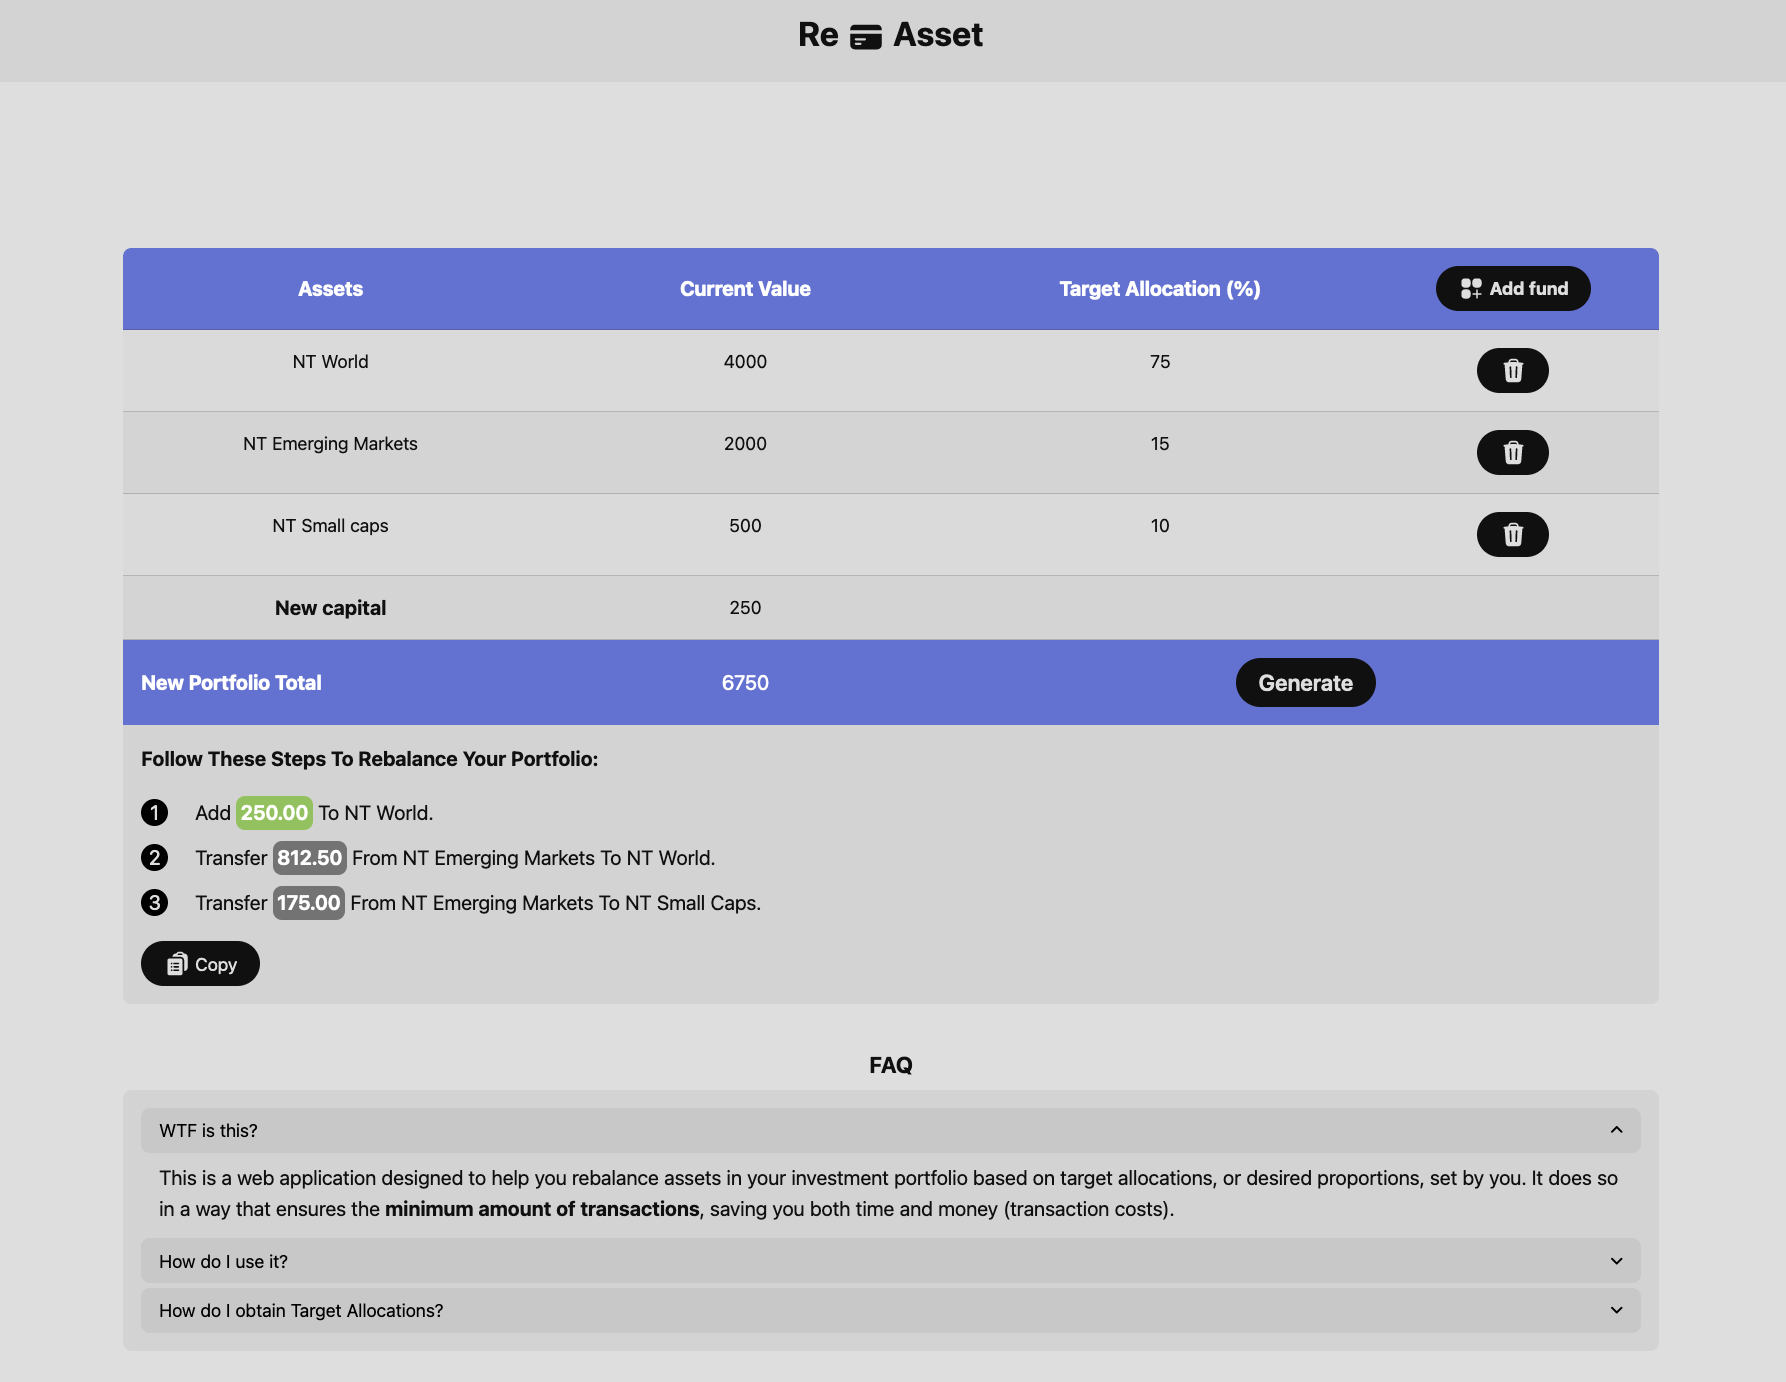 Re Asset
Assets Current Value Target Allocation (%) Add fund
NT World 4000 75
NT Emerging Markets 2000 15
NT Small caps 500 10
New capital 250
New Portfolio Total 6750 Generate
Follow These Steps To Rebalance Your Portfolio:
1 Add 250.00 To NT World.
2 Transfer 812.50 From NT Emerging Markets To NT World.
3 Transfer 175.00 From NT Emerging Markets To NT Small Caps.
Copy
FAQ
WTF is this?
This is a web application designed to help you rebalance assets in your investment portfolio based on target allocations, or desired proportions, set by you. It does so
in a way that ensures the minimum amount of transactions, saving you both time and money (transaction costs).
How do I use it?
How do I obtain Target Allocations?